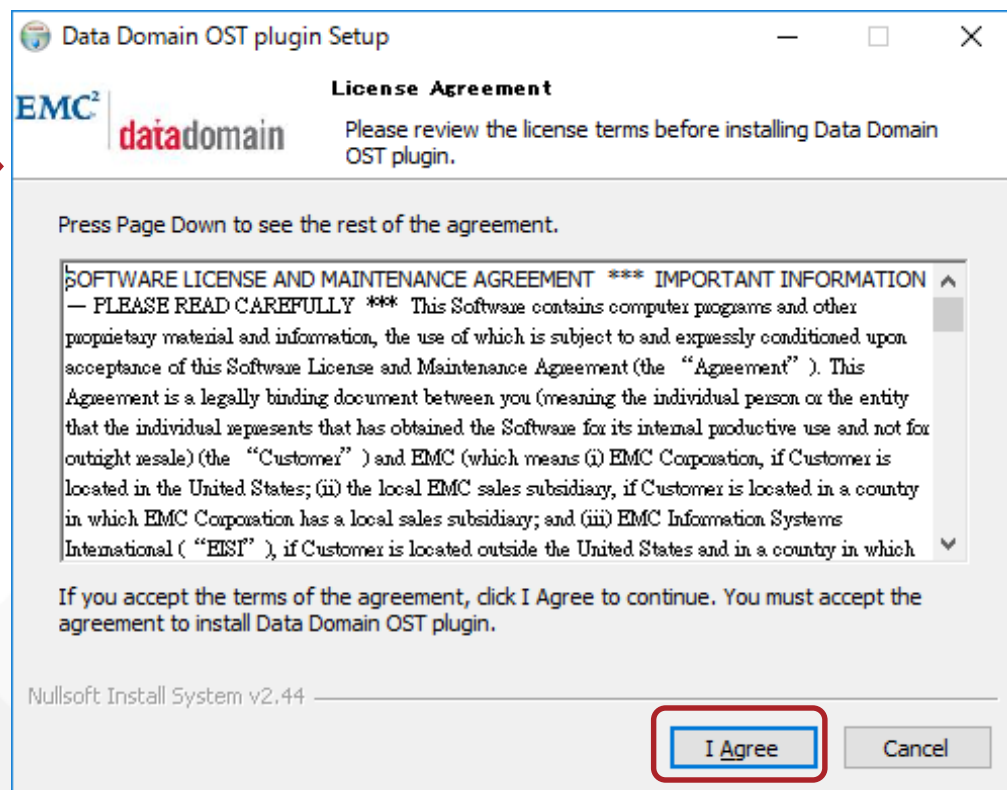 Data Domain OST plugin Setup
EMC²
datadomain
License Agreement
Please review the license terms before installing Data Domain
OST plugin.
Press Page Down to see the rest of the agreement.
SOFTWARE LICENSE AND MAINTENANCE AGREEMENT *** IMPORTANT INFORMATION
— PLEASE READ CAREFULLY *** This Software contains computer programs and other
proprietary material and information, the use of which is subject to and expressly conditioned upon
acceptance of this Software License and Maintenance Agreement (the “Agreement”). This
Agreement is a legally binding document between you (meaning the individual person or the entity
that the individual represents that has obtained the Software for its internal productive use and not for
outright resale) (the “Customer”) and EMC (which means (i) EMC Corporation, if Customer is
located in the United States; (ii) the local EMC sales subsidiary, if Customer is located in a country
in which EMC Corporation has a local sales subsidiary; and (iii) EMC Information Systems
International (“EISI”), if Customer is located outside the United States and in a country in which
If you accept the terms of the agreement, click I Agree to continue. You must accept the
agreement to install Data Domain OST plugin.
Nullsoft Install System v2.44
I Agree
Cancel